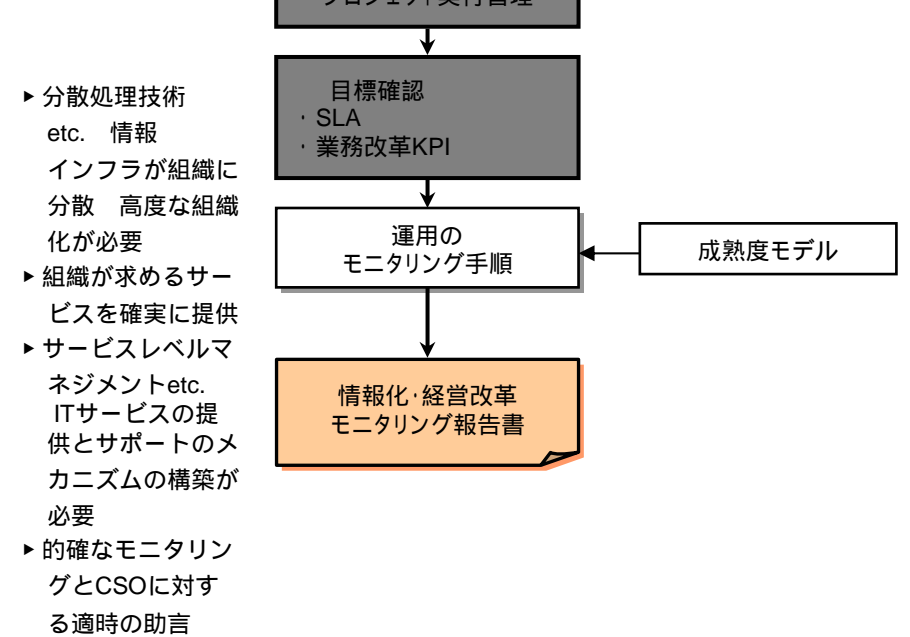 ▶ 分散処理技術
etc.　情報
インフラが組織に
分散　高度な組織
化が必要
▶ 組織が求めるサー
ビスを確実に提供
▶ サービスレベルマ
ネジメントetc.
ITサービスの提
供とサポートのメ
カニズムの構築が
必要
▶ 的確なモニタリン
グとCSOに対す
る適時の助言
目標確認
・SLA
・業務改革KPI
運用の
モニタリング手順
成熟度モデル
情報化・経営改革
モニタリング報告書